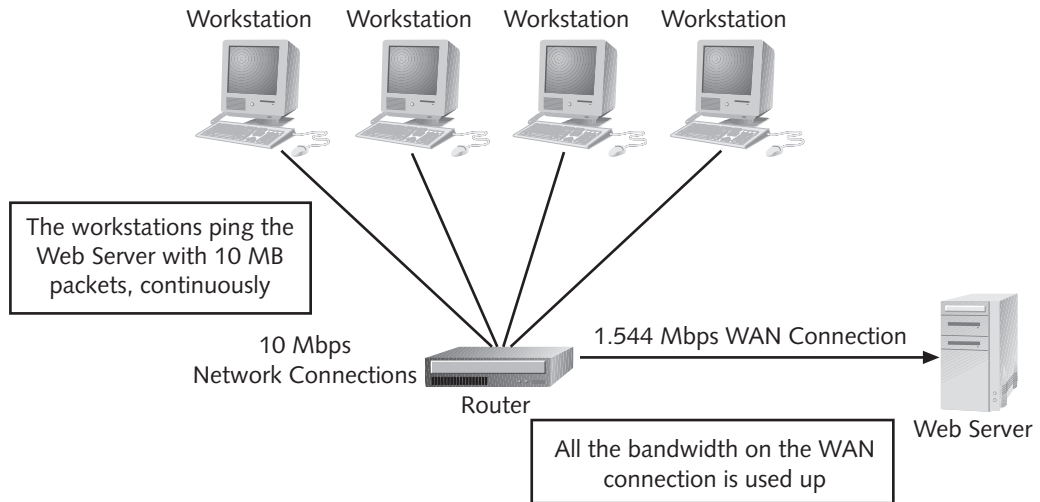 Workstation
Workstation
Workstation
Workstation
The workstations ping the
Web Server with 10 MB
packets, continuously
10 Mbps
Network Connections
Router
1.544 Mbps WAN Connection
Web Server
All the bandwidth on the WAN
connection is used up